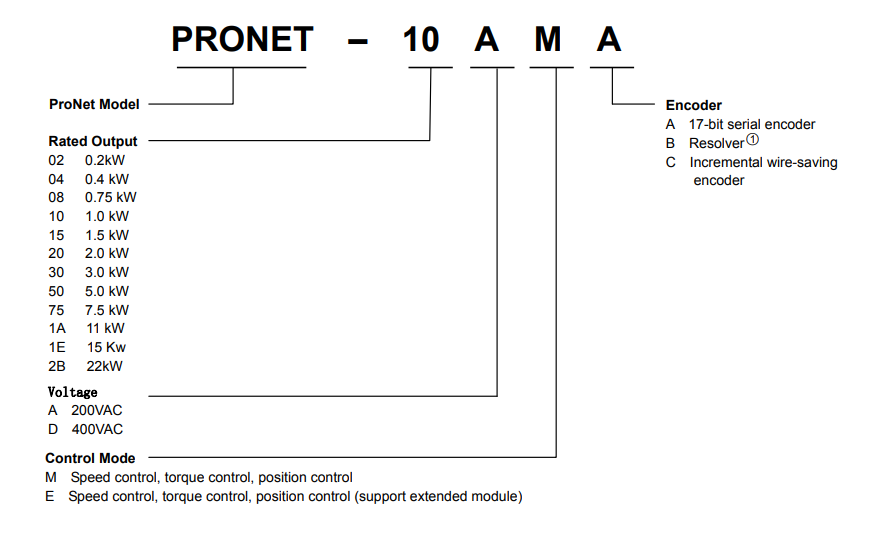 PRONET – 10 A M A
ProNet Model
Rated Output
02 0.2kW
04 0.4 kW
08 0.75 kW
10 1.0 kW
15 1.5 kW
20 2.0 kW
30 3.0 kW
50 5.0 kW
75 7.5 kW
1A 11 kW
1E 15 Kw
2B 22kW
Voltage
A 200VAC
D 400VAC
Control Mode
M Speed control, torque control, position control
E Speed control, torque control, position control (support extended module)
Encoder
A 17-bit serial encoder
B Resolver①
C Incremental wire-saving
encoder